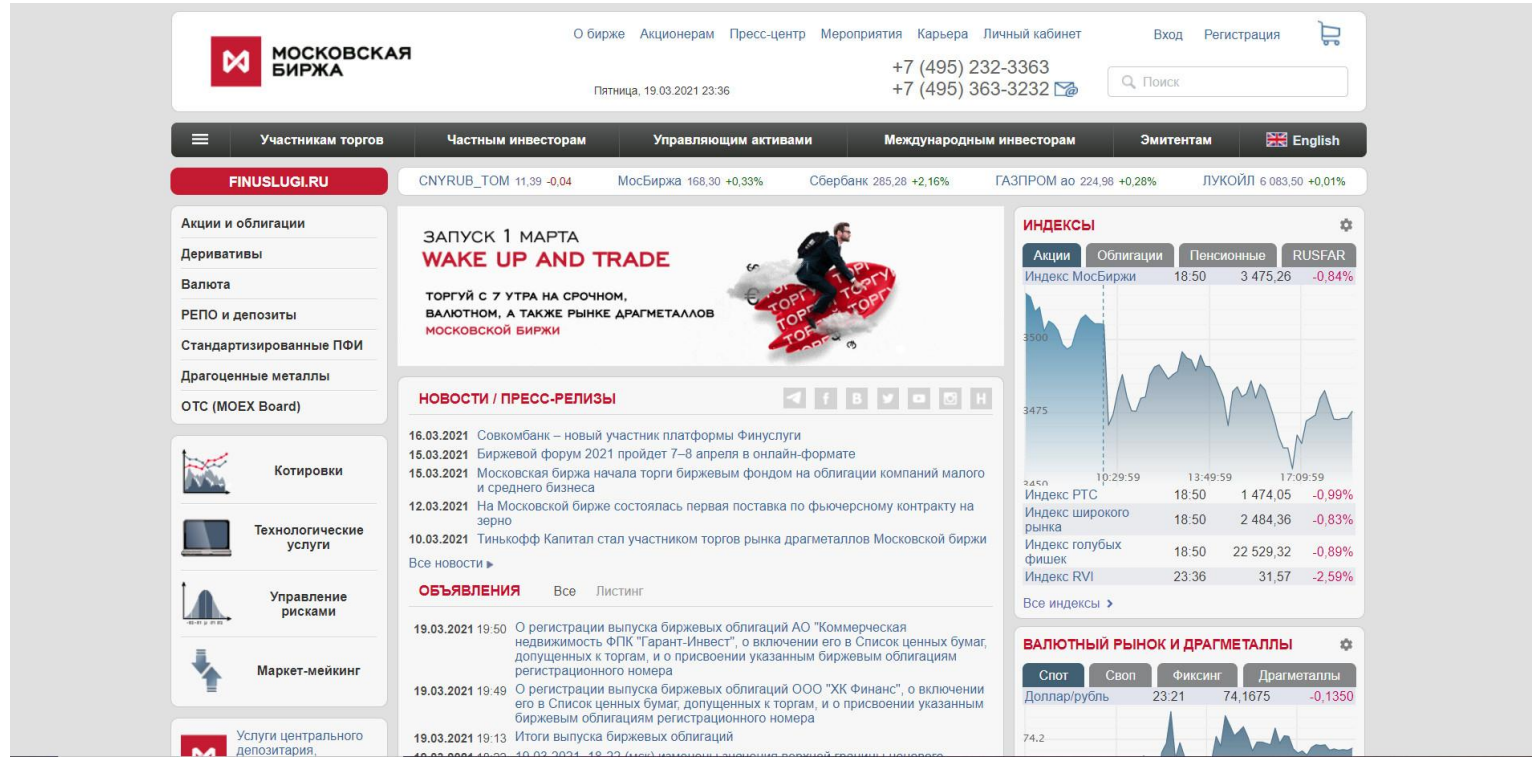 МОСКОВСКАЯ
БИРЖА
О бирже Акционерам Пресс-центр Мероприятия Карьера Личный кабинет
Вход Регистрация
+7 (495) 232-3363
Пятница, 19.03.2021 23:36
+7 (495) 363-3232
Поиск
Участникам торгов Частным инвесторам Управляющим активами Международным инвесторам Эмитентам English
FINUSLUGI.RU
CNYRUB_TOM 11,39 -0,04 МосБиржа 168,30 +0,33% Сбербанк 285,28 +2,16% ГАЗПРОМ ао 224,98 +0,28% ЛУКОЙЛ 6 083,50 +0,01%
Акции и облигации
Деривативы
Валюта
РЕПО и депозиты
Стандартизированные ПФИ
Драгоценные металлы
OTC (MOEX Board)
Котировки
Технологические
услуги
Управление
рисками
Маркет-мейкинг
Услуги центрального
депозитария,
ЗАПУСК 1 МАРТА
WAKE UP AND TRADE
ТОРГУЙ С 7 УТРА НА СРОЧНОМ,
ВАЛЮТНОМ, А ТАКЖЕ РЫНКЕ ДРАГМЕТАЛЛОВ
МОСКОВСКОЙ БИРЖИ
НОВОСТИ / ПРЕСС-РЕЛИЗЫ
16.03.2021 Совкомбанк – новый участник платформы Финуслуги
15.03.2021 Биржевой форум 2021 пройдет 7–8 апреля в онлайн-формате
15.03.2021 Московская биржа начала торги биржевым фондом на облигации компаний малого
и среднего бизнеса
12.03.2021 На Московской бирже состоялась первая поставка по фьючерсному контракту на
зерно
10.03.2021 Тинькофф Капитал стал участником торгов рынка драгметаллов Московской биржи
Все новости
ОБЪЯВЛЕНИЯ Все Листинг
19.03.2021 19:50 О регистрации выпуска биржевых облигаций АО "Коммерческая
недвижимость ФПК "Гарант-Инвест", о включении его в Список ценных бумаг,
допущенных к торгам, и о присвоении указанным биржевым облигациям
регистрационного номера
19.03.2021 19:49 О регистрации выпуска биржевых облигаций ООО "ХК Финанс", о включении
его в Список ценных бумаг, допущенных к торгам, и о присвоении указанным
биржевым облигациям регистрационного номера
19.03.2021 19:13 Итоги выпуска биржевых облигаций
ИНДЕКСЫ
Акции Облигации Пенсионные RUSFAR
Индекс МосБиржи 18:50 3 475,26 -0,84%
3500
3475
3450
10:29:59 13:49:59 17:09:59
Индекс РТС 18:50 1 474,05 -0,99%
Индекс широкого
рынка 18:50 2 484,36 -0,83%
Индекс голубых
фишек 18:50 22 529,32 -0,89%
Индекс RVI 23:36 31,57 -2,59%
Все индексы
ВАЛЮТНЫЙ РЫНОК И ДРАГМЕТАЛЛЫ
Спот Своп Фиксинг Драгметаллы
Доллар/рубль 23:21 74,1675 -0,1350
74.2